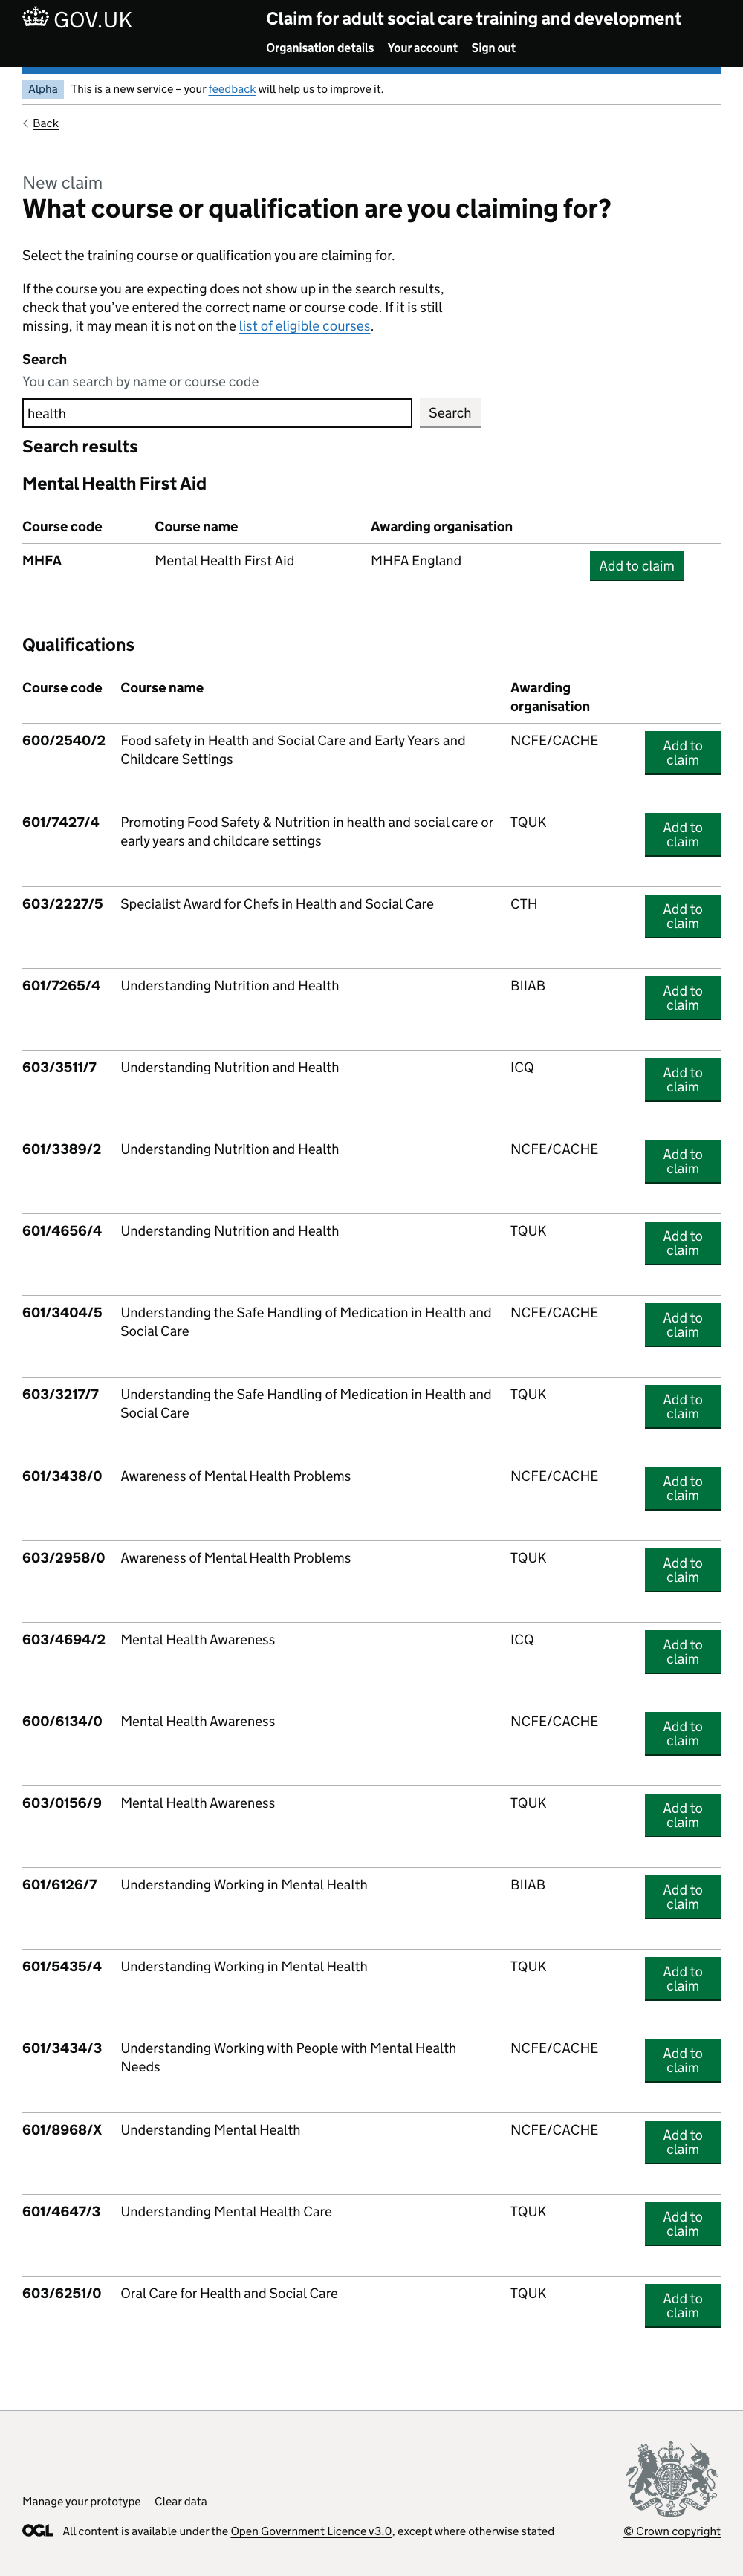 GOV.UK
Claim for adult social care training and development
Organisation details Your account Sign out
Alpha This is a new service – your feedback will help us to improve it.
Back
New claim
What course or qualification are you claiming for?
Select the training course or qualification you are claiming for.
If the course you are expecting does not show up in the search results,
check that you’ve entered the correct name or course code. If it is still
missing, it may mean it is not on the list of eligible courses.
Search
You can search by name or course code
health Search
Search results
Mental Health First Aid
Course code Course name Awarding organisation
MHFA Mental Health First Aid MHFA England Add to claim
Qualifications
Course code Course name Awarding
organisation
600/2540/2 Food safety in Health and Social Care and Early Years and NCFE/CACHE Add to
Childcare Settings claim
601/7427/4 Promoting Food Safety & Nutrition in health and social care or TQUK Add to
early years and childcare settings claim
603/2227/5 Specialist Award for Chefs in Health and Social Care CTH Add to
claim
601/7265/4 Understanding Nutrition and Health BIIAB Add to
claim
603/3511/7 Understanding Nutrition and Health ICQ Add to
claim
601/3389/2 Understanding Nutrition and Health NCFE/CACHE Add to
claim
601/4656/4 Understanding Nutrition and Health TQUK Add to
claim
601/3404/5 Understanding the Safe Handling of Medication in Health and NCFE/CACHE Add to
Social Care claim
603/3217/7 Understanding the Safe Handling of Medication in Health and TQUK Add to
Social Care claim
601/3438/0 Awareness of Mental Health Problems NCFE/CACHE Add to
claim
603/2958/0 Awareness of Mental Health Problems TQUK Add to
claim
603/4694/2 Mental Health Awareness ICQ Add to
claim
600/6134/0 Mental Health Awareness NCFE/CACHE Add to
claim
603/0156/9 Mental Health Awareness TQUK Add to
claim
601/6126/7 Understanding Working in Mental Health BIIAB Add to
claim
601/5435/4 Understanding Working in Mental Health TQUK Add to
claim
601/3434/3 Understanding Working with People with Mental Health NCFE/CACHE Add to
Needs claim
601/8968/X Understanding Mental Health NCFE/CACHE Add to
claim
601/4647/3 Understanding Mental Health Care TQUK Add to
claim
603/6251/0 Oral Care for Health and Social Care TQUK Add to
claim
Manage your prototype Clear data
OGL All content is available under the Open Government Licence v3.0, except where otherwise stated © Crown copyright